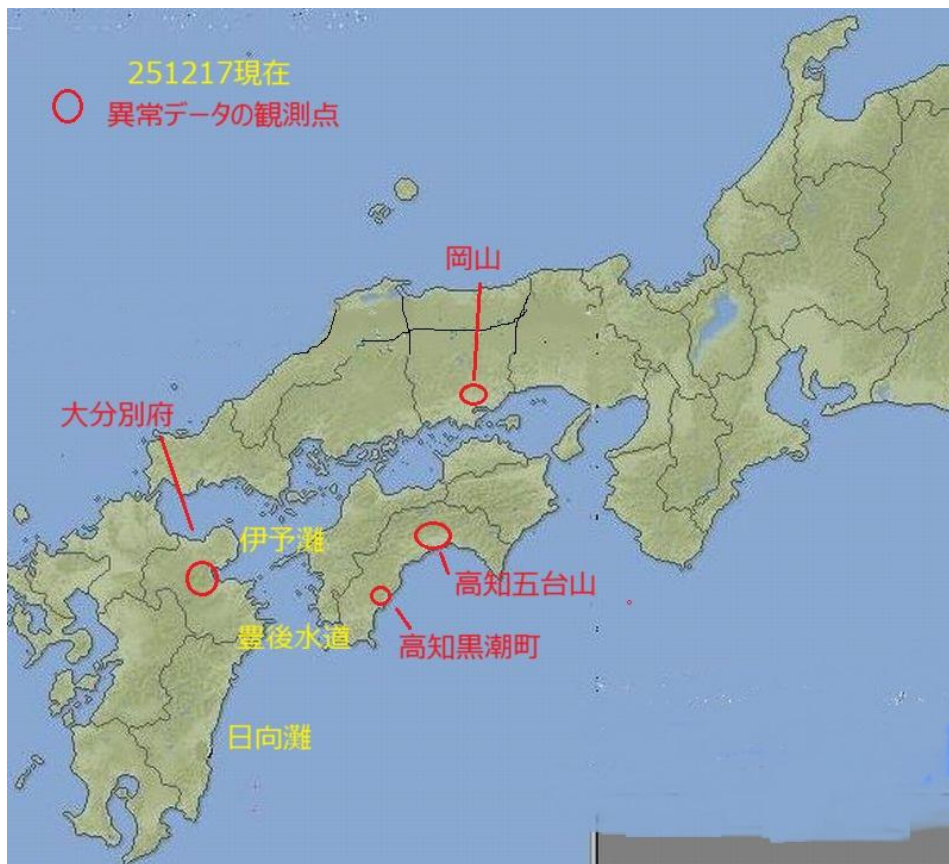 251217現在
異常データの観測点
岡山
大分別府
伊予灘
高知五台山
豊後水道
高知黒潮町
日向灘